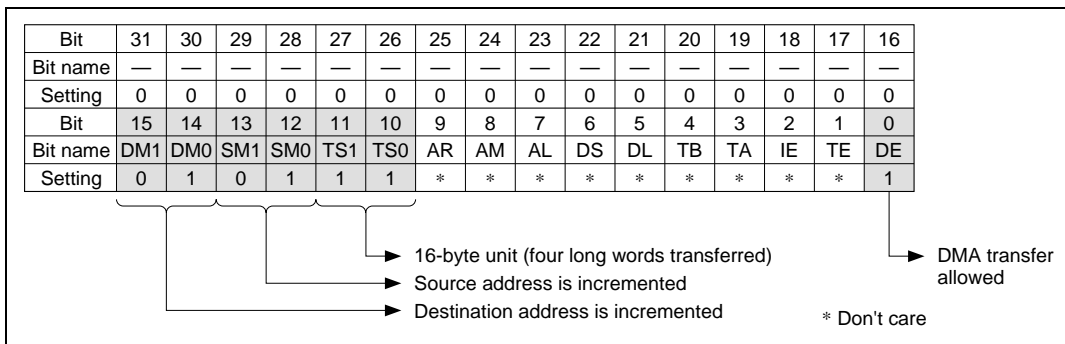 Bit 31 30 29 28 27 26 25 24 23 22 21 20 19 18 17 16
Bit name — — — — — — — — — — — — — — — —
Setting 0 0 0 0 0 0 0 0 0 0 0 0 0 0 0 0
Bit 15 14 13 12 11 10 9 8 7 6 5 4 3 2 1 0
Bit name DM1 DM0 SM1 SM0 TS1 TS0 AR AM AL DS DL TB TA IE TE DE
Setting 0 1 0 1 1 1 * * * * * * * * * 1
16-byte unit (four long words transferred)
Source address is incremented
Destination address is incremented
DMA transfer
allowed
* Don't care